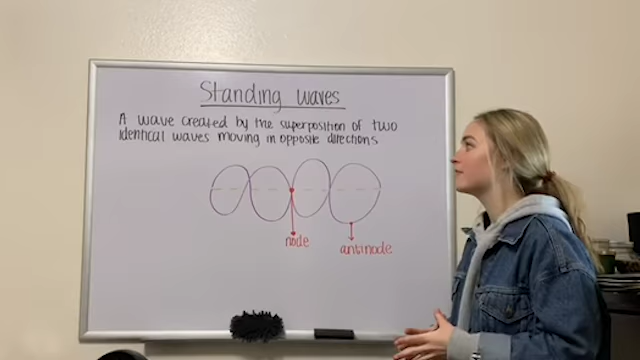 Standing waves
A wave created by the superposition of two
identical waves moving in opposite directions
node
antinode